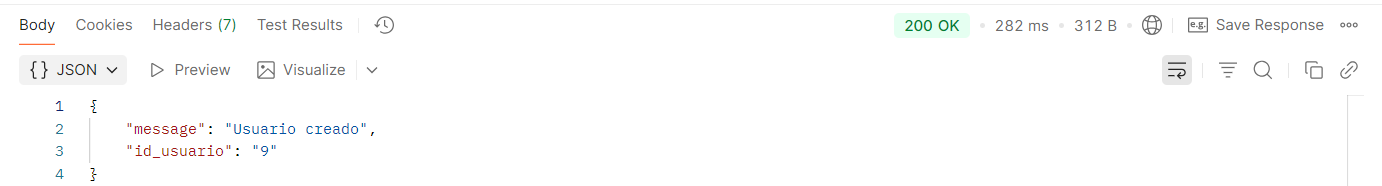 Body Cookies Headers (7) Test Results 200 OK • 282 ms • 312 B • e.g. Save Response
{} JSON Preview Visualize
1 {
2 "message": "Usuario creado",
3 "id_usuario": "9"
4 }